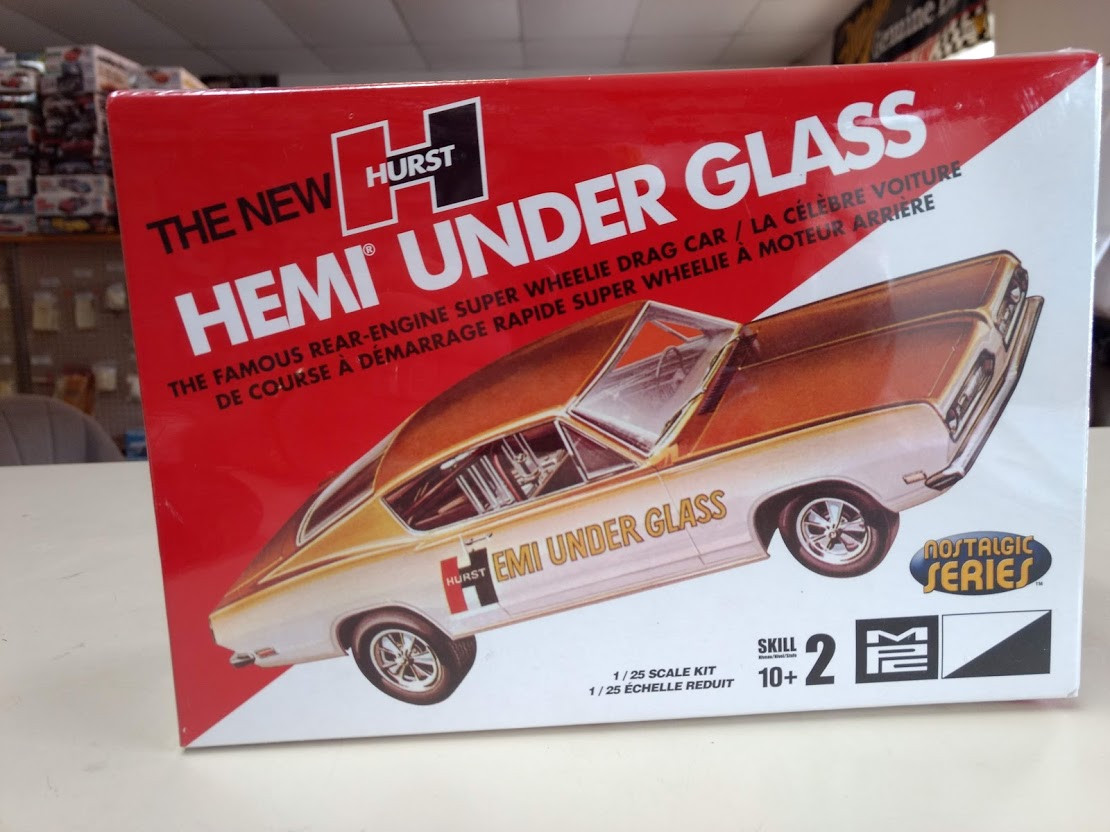 THE NEW HURST
HEMI® UNDER GLASS
THE FAMOUS REAR-ENGINE SUPER WHEELIE DRAG CAR / LA CÉLÈBRE VOITURE
DE COURSE À DÉMARRAGE RAPIDE SUPER WHEELIE À MOTEUR ARRIÈRE
HURST
HEMI UNDER GLASS
NOSTALGIC
SERIES™
1/25 SCALE KIT
1/25 ÉCHELLE REDUIT
SKILL
10+
2
MPC